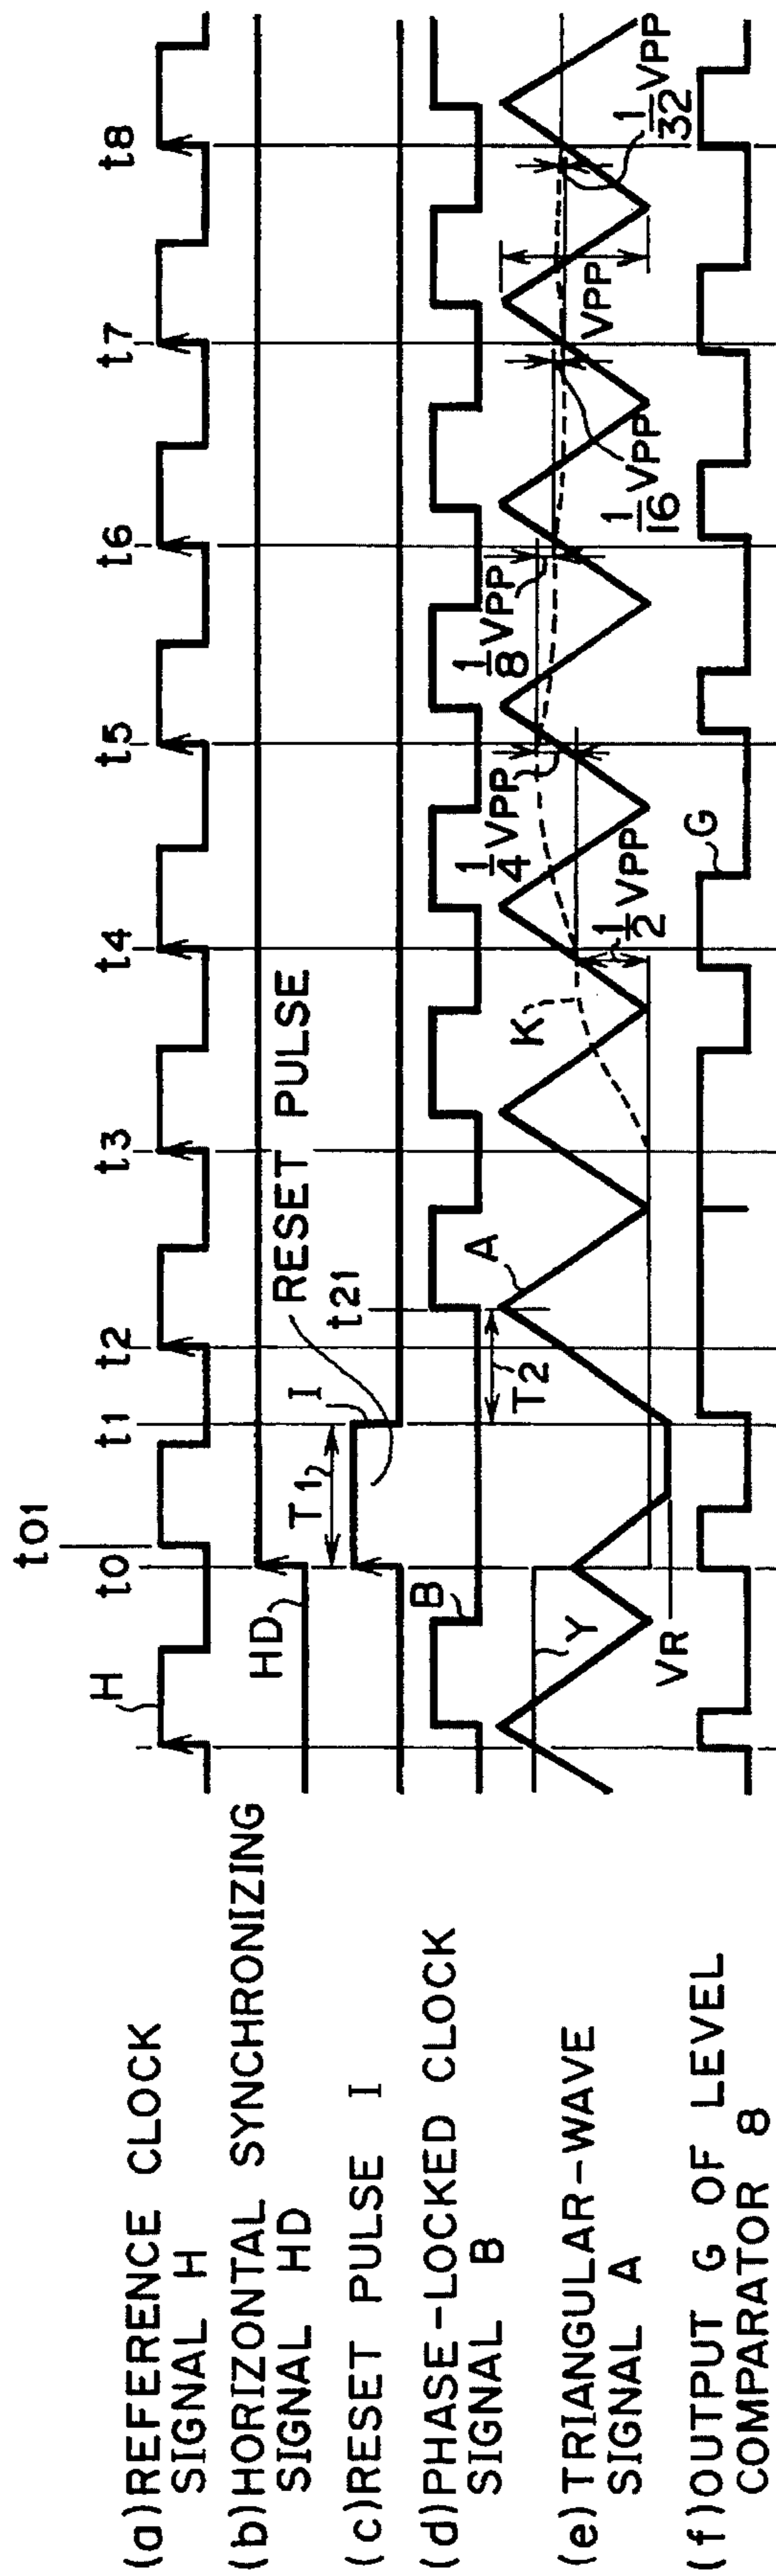 (a) REFERENCE CLOCK
SIGNAL H
(b) HORIZONTAL SYNCHRONIZING
SIGNAL HD
(c) RESET PULSE I
(d) PHASE-LOCKED CLOCK
SIGNAL B
(e) TRIANGULAR-WAVE
SIGNAL A
(f) OUTPUT G OF LEVEL
COMPARATOR 8
t01
t0 t1 t2 t3 t4 t5 t6 t7 t8
H
HD
T1
I
RESET PULSE
t21
B
T2
Y
VR
A
K
1/2 VPP
1/4 VPP
1/8 VPP
1/16 VPP
VPP
1/32 VPP
G